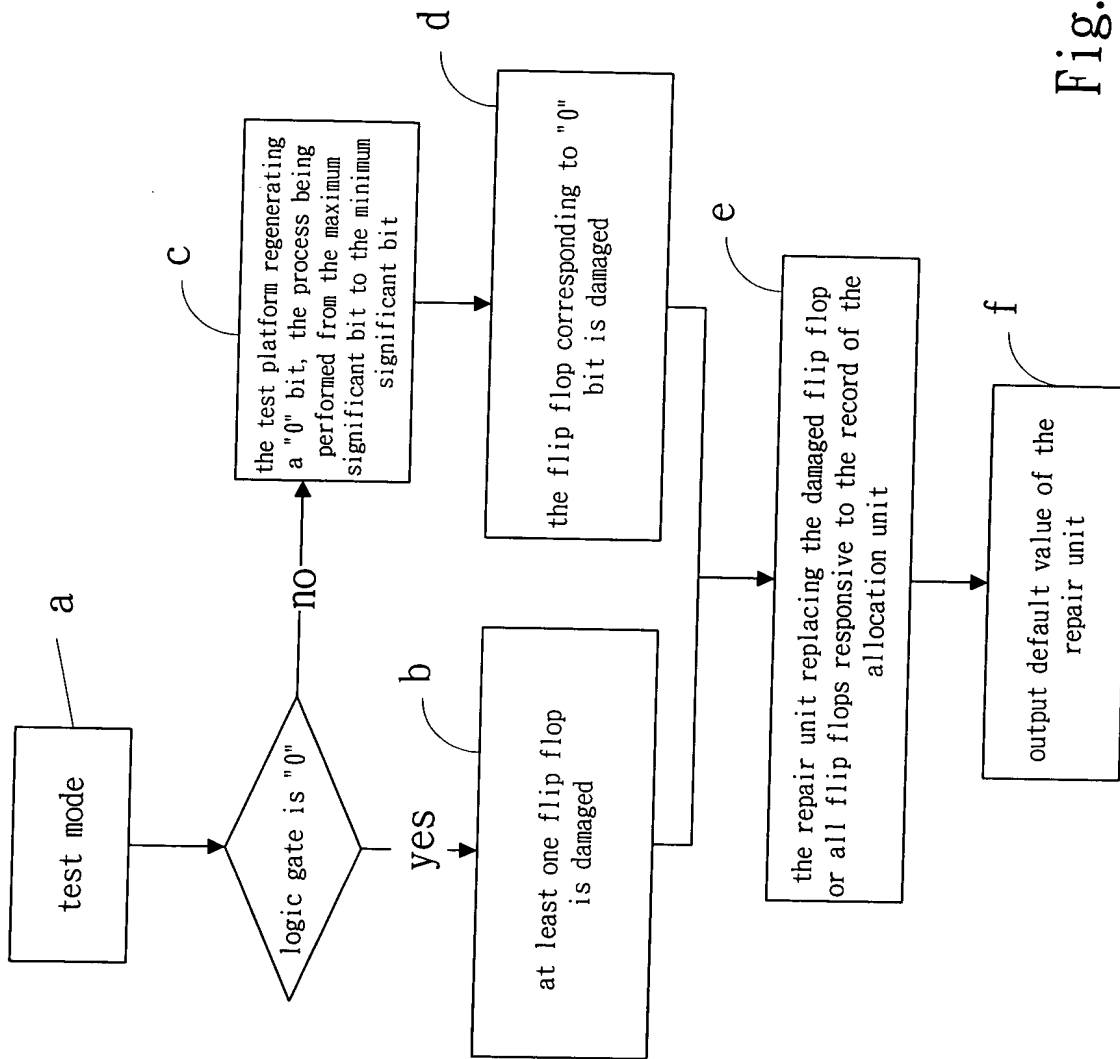 a
test mode
logic gate is "0"
no
yes
c
the test platform regenerating
a "0" bit, the process being
performed from the maximum
significant bit to the minimum
significant bit
b
at least one flip flop
is damaged
d
the flip flop corresponding to "0"
bit is damaged
e
the repair unit replacing the damaged flip flop
or all flip flops responsive to the record of the
allocation unit
f
output default value of the
repair unit
Fig.